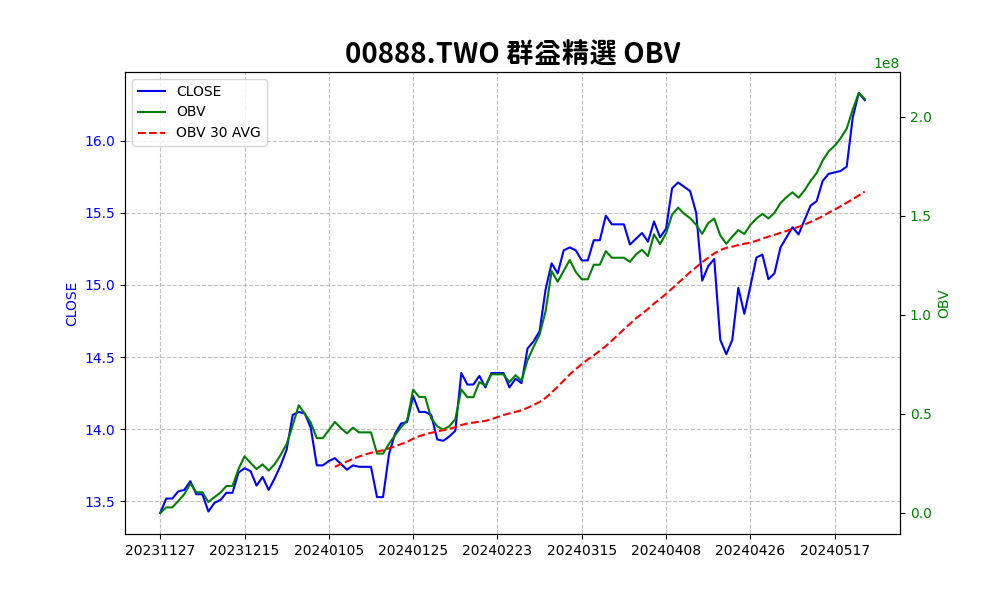 00888.TWO 群益精選 OBV
1e8
CLOSE
OBV
OBV 30 AVG
16.0
15.5
15.0
14.5
14.0
13.5
CLOSE
2.0
1.5
1.0
0.5
0.0
OBV
20231127 20231215 20240105 20240125 20240223 20240315 20240408 20240426 20240517